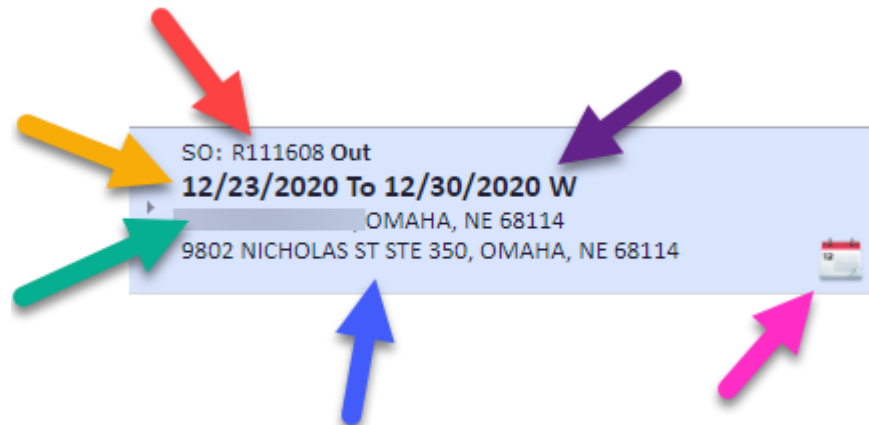 SO: R111608 Out
12/23/2020 To 12/30/2020 W
, OMAHA, NE 68114
9802 NICHOLAS ST STE 350, OMAHA, NE 68114
12